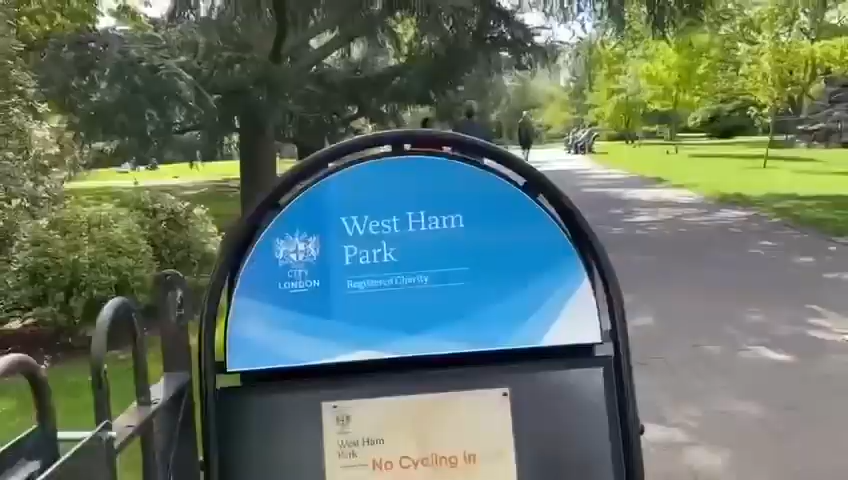 West Ham
Park
CITY
LONDON
Registered Charity
West Ham
Park
No Cycling in